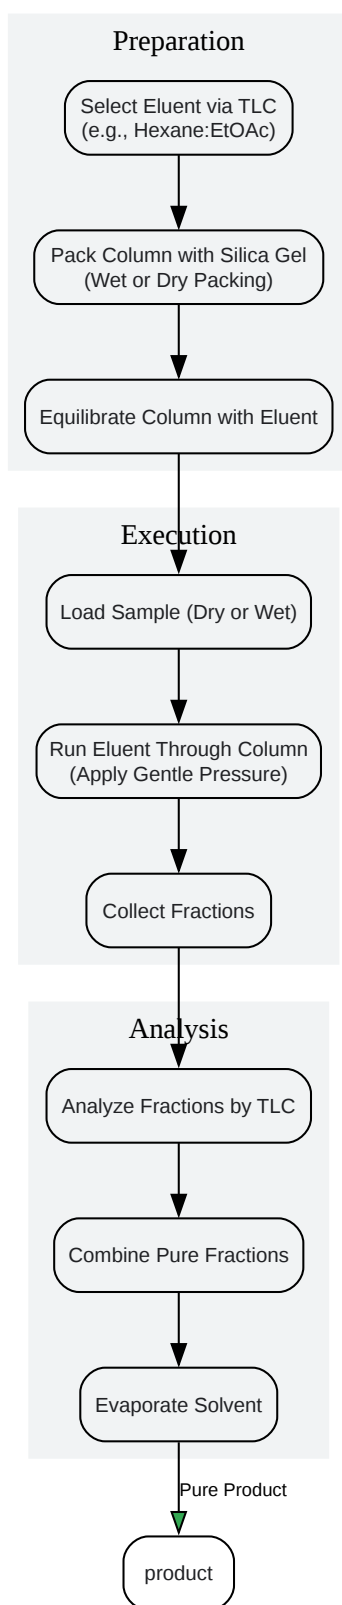 Preparation
Select Eluent via TLC
(e.g., Hexane:EtOAc)
Pack Column with Silica Gel
(Wet or Dry Packing)
Equilibrate Column with Eluent
Execution
Load Sample (Dry or Wet)
Run Eluent Through Column
(Apply Gentle Pressure)
Collect Fractions
Analysis
Analyze Fractions by TLC
Combine Pure Fractions
Evaporate Solvent
Pure Product
product